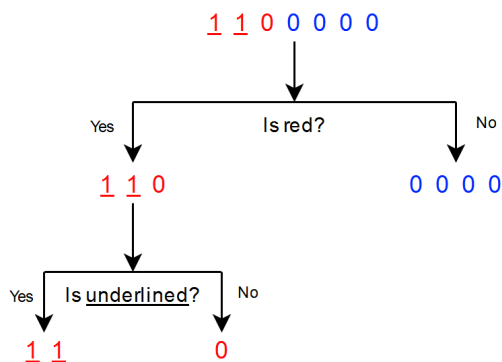 1 1 0 0 0 0 0
Yes Is red? No
1 1 0 0 0 0 0
Yes Is underlined? No
1 1 0